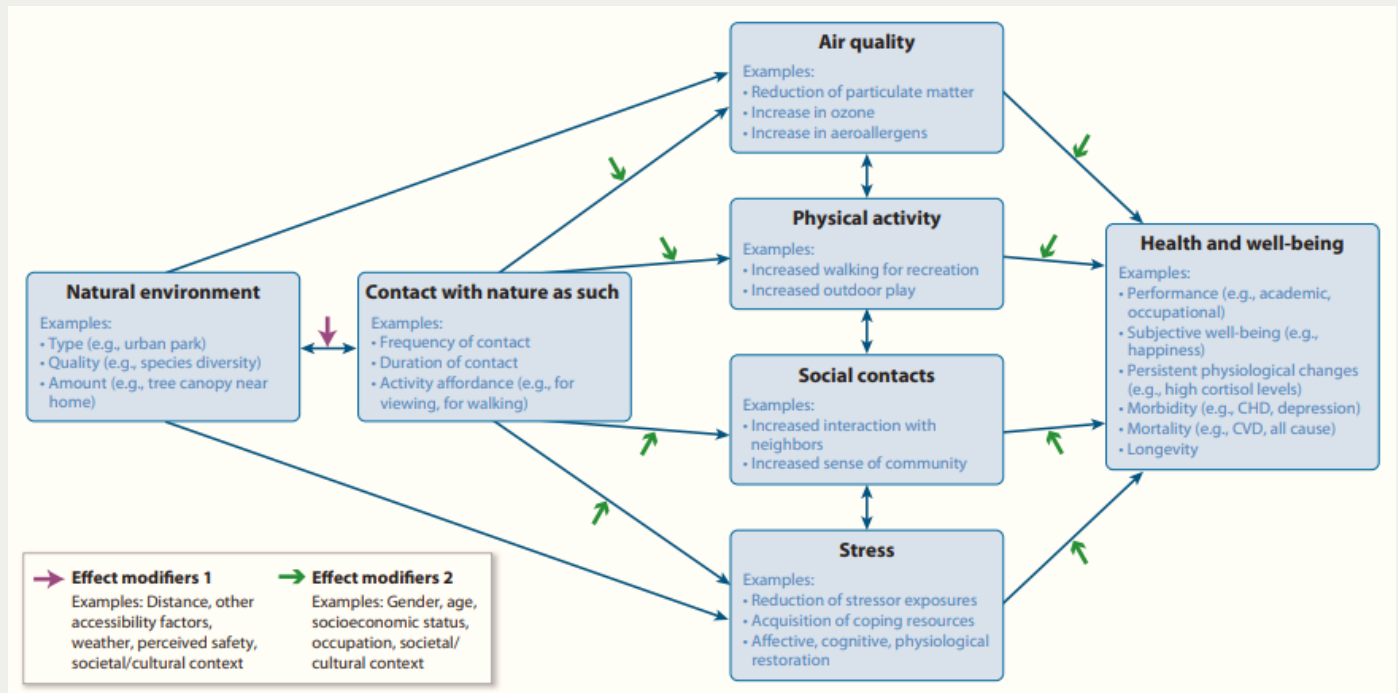 Air quality
Examples:
• Reduction of particulate matter
• Increase in ozone
• Increase in aeroallergens
Physical activity
Examples:
• Increased walking for recreation
• Increased outdoor play
Natural environment
Examples:
• Type (e.g., urban park)
• Quality (e.g., species diversity)
• Amount (e.g., tree canopy near
home)
Contact with nature as such
Examples:
• Frequency of contact
• Duration of contact
• Activity affordance (e.g., for
viewing, for walking)
Social contacts
Examples:
• Increased interaction with
neighbors
• Increased sense of community
Stress
Examples:
• Reduction of stressor exposures
• Acquisition of coping resources
• Affective, cognitive, physiological
restoration
Health and well-being
Examples:
• Performance (e.g., academic,
occupational)
• Subjective well-being (e.g.,
happiness)
• Persistent physiological changes
(e.g., high cortisol levels)
• Morbidity (e.g., CHD, depression)
• Mortality (e.g., CVD, all cause)
• Longevity
Effect modifiers 1
Examples: Distance, other
accessibility factors,
weather, perceived safety,
societal/cultural context
Effect modifiers 2
Examples: Gender, age,
socioeconomic status,
occupation, societal/
cultural context